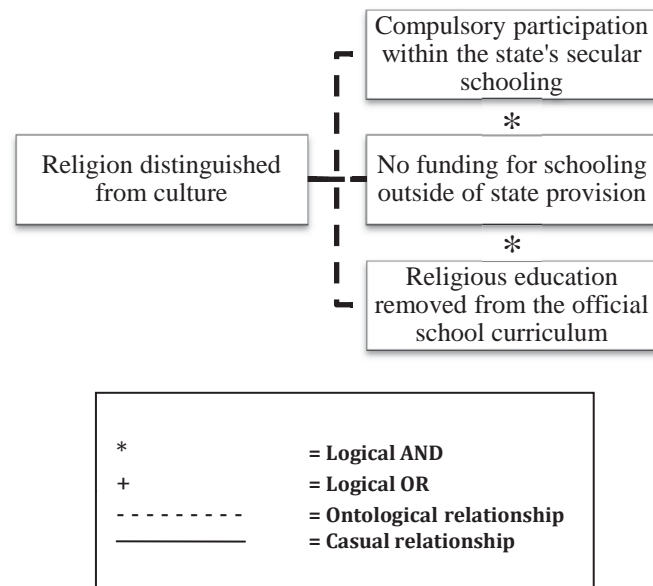 Compulsory participation
within the state's secular
schooling
*
Religion distinguished
from culture
No funding for schooling
outside of state provision
*
Religious education
removed from the official
school curriculum
* = Logical AND
+ = Logical OR
- - - - - - - - - = Ontological relationship
= Casual relationship